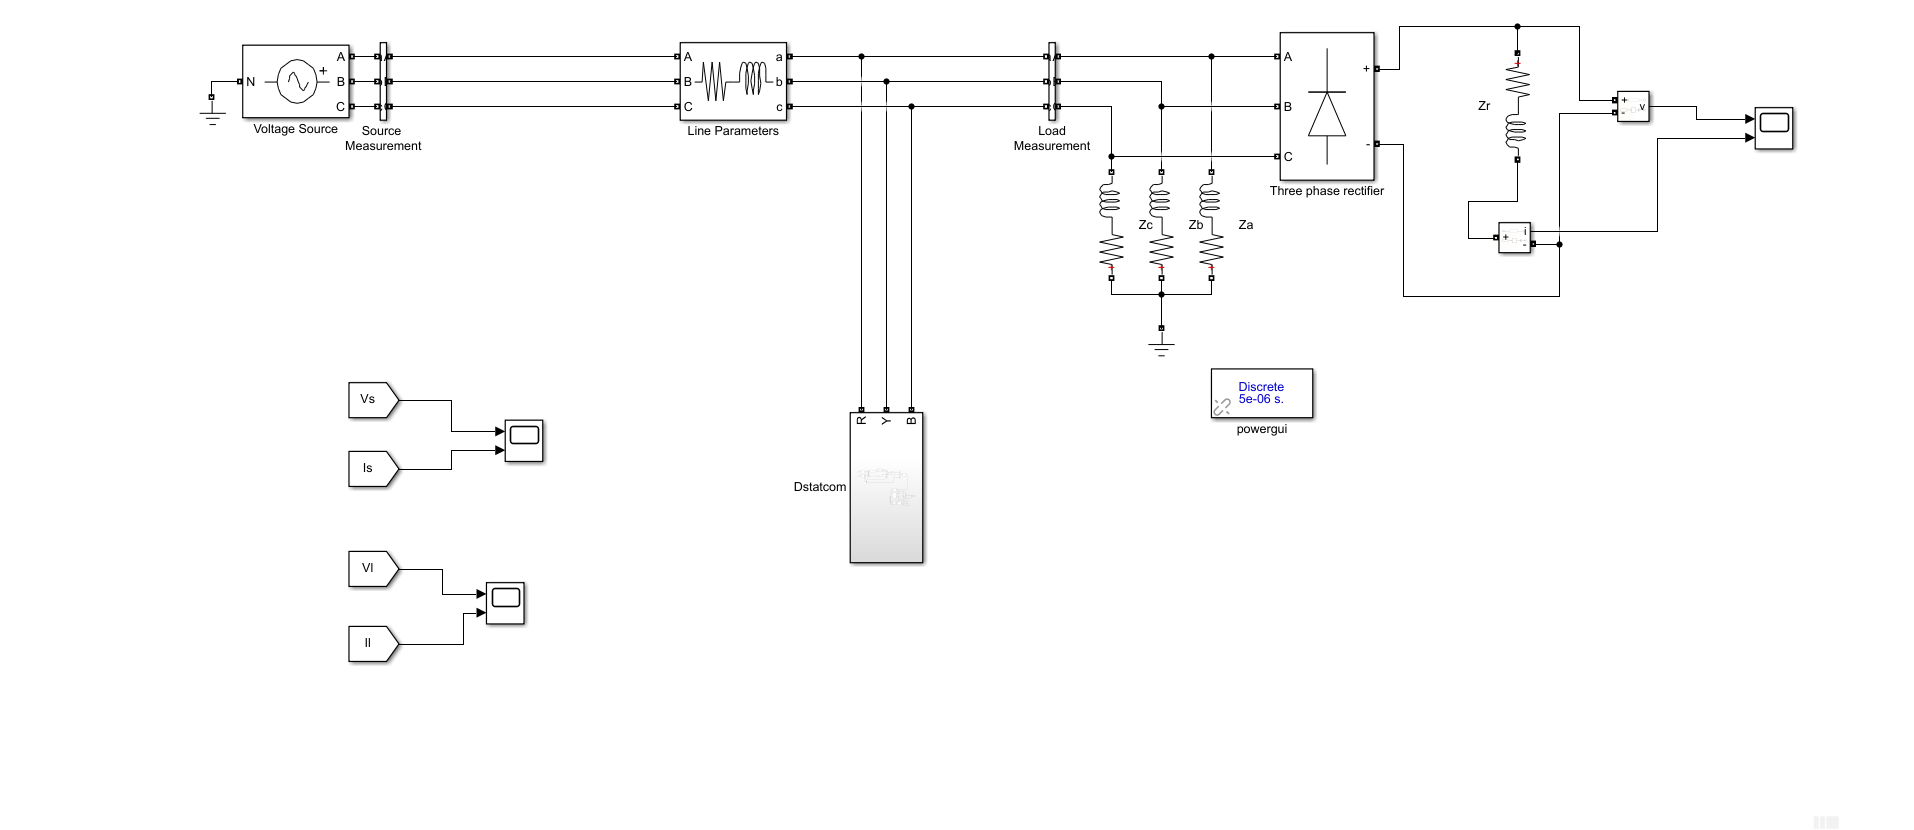 N
A
B
C
+
Voltage Source
Source
Measurement
A
B
C
a
b
c
Line Parameters
Load
Measurement
A
B
C
+
-
Three phase rectifier
Zc
Zb
Za
Zr
+
-
v
+
i
-
Discrete
5e-06 s.
powergui
Vs
Is
Vl
Il
R
Y
B
Dstatcom